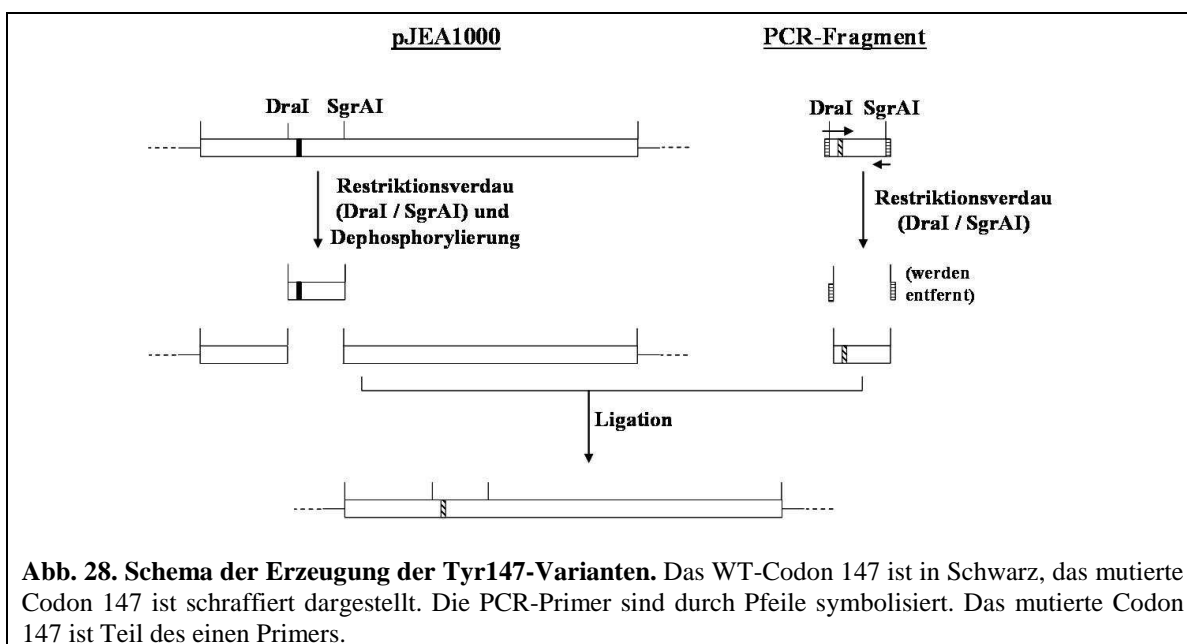 pJEA1000
PCR-Fragment
DraI SgrAI
DraI SgrAI
Restriktionsverdau
(DraI / SgrAI) und
Dephosphorylierung
Restriktionsverdau
(DraI / SgrAI)
(werden
entfernt)
Ligation
Abb. 28. Schema der Erzeugung der Tyr147-Varianten. Das WT-Codon 147 ist in Schwarz, das mutierte
Codon 147 ist schraffiert dargestellt. Die PCR-Primer sind durch Pfeile symbolisiert. Das mutierte Codon
147 ist Teil des einen Primers.